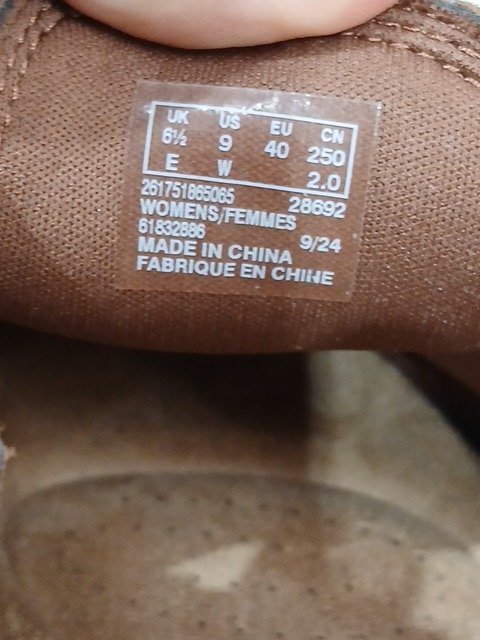 UK US EU CN
6½ 9 40 250
E W 2.0
261751865065 28692
WOMENS/FEMMES
61832886 9/24
MADE IN CHINA
FABRIQUE EN CHINE